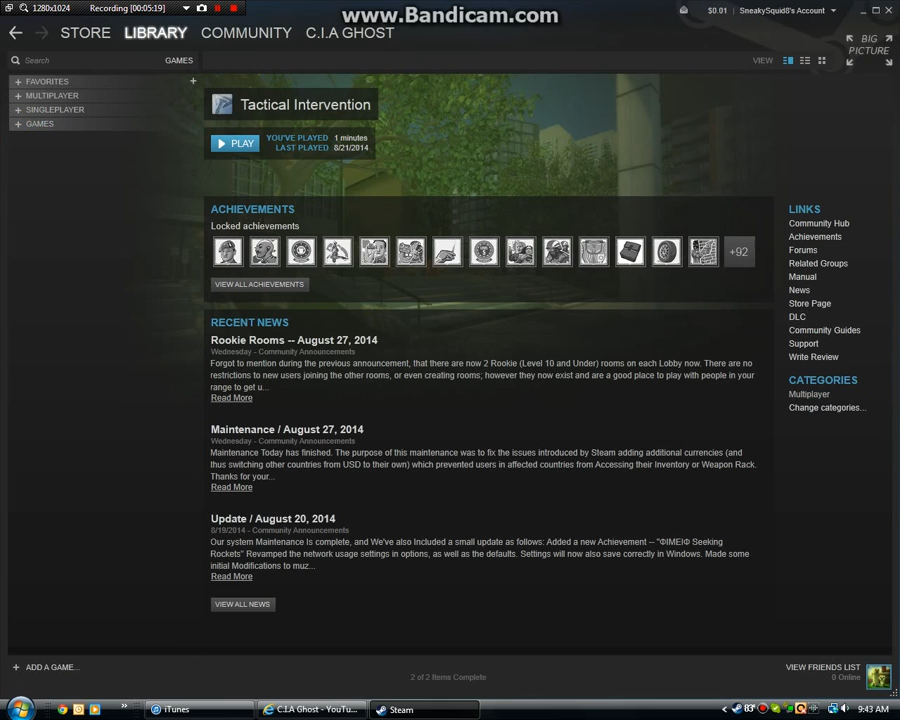 1280x1024 Recording [00:05:19]
www.Bandicam.com
$0.01 SneakySquid8's Account
STORE LIBRARY COMMUNITY C.I.A GHOST
BIG PICTURE
Search GAMES
VIEW
FAVORITES
MULTIPLAYER
SINGLEPLAYER
GAMES
Tactical Intervention
PLAY
YOU'VE PLAYED 1 minutes
LAST PLAYED 8/21/2014
ACHIEVEMENTS
Locked achievements
+92
VIEW ALL ACHIEVEMENTS
RECENT NEWS
Rookie Rooms -- August 27, 2014
Wednesday - Community Announcements
Forgot to mention during the previous announcement, that there are now 2 Rookie (Level 10 and Under) rooms on each Lobby now. There are no
restrictions to new users joining the other rooms, or even creating rooms; however they now exist and are a good place to play with people in your
range to get u...
Read More
Maintenance / August 27, 2014
Wednesday - Community Announcements
Maintenance Today has finished. The purpose of this maintenance was to fix the issues introduced by Steam adding additional currencies (and
thus switching other countries from USD to their own) which prevented users in affected countries from Accessing their Inventory or Weapon Rack.
Thanks for your...
Read More
Update / August 20, 2014
8/19/2014 - Community Announcements
Our system Maintenance Is complete, and We've also Included a small update as follows: Added a new Achievement -- "ΦIMEIΦ Seeking
Rockets" Revamped the network usage settings in options, as well as the defaults. Settings will now also save correctly in Windows. Made some
initial Modifications to muz...
Read More
VIEW ALL NEWS
LINKS
Community Hub
Achievements
Forums
Related Groups
Manual
News
Store Page
DLC
Community Guides
Support
Write Review
CATEGORIES
Multiplayer
Change categories...
ADD A GAME...
2 of 2 Items Complete
VIEW FRIENDS LIST
0 Online
iTunes
C.I.A Ghost - YouTu...
Steam
83°
9:43 AM